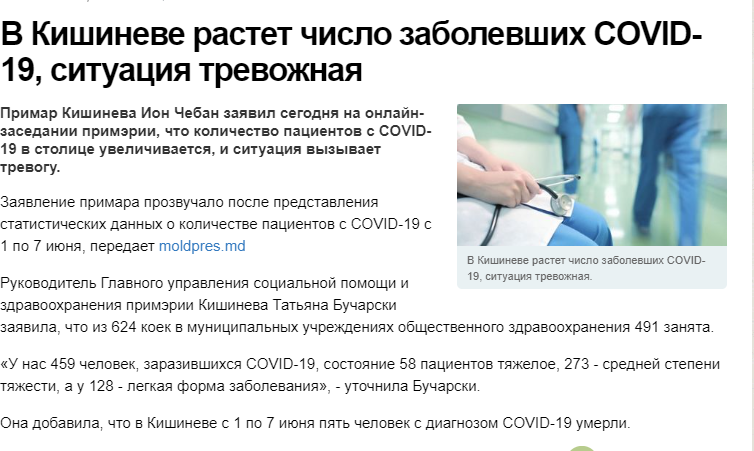 В Кишиневе растет число заболевших COVID-
19, ситуация тревожная
Примар Кишинева Ион Чебан заявил сегодня на онлайн-
заседании примэрии, что количество пациентов с COVID-
19 в столице увеличивается, и ситуация вызывает
тревогу.
Заявление примара прозвучало после представления
статистических данных о количестве пациентов с COVID-19 с
1 по 7 июня, передает moldpres.md
В Кишиневе растет число заболевших COVID-
19, ситуация тревожная.
Руководитель Главного управления социальной помощи и
здравоохранения примэрии Кишинева Татьяна Бучарски
заявила, что из 624 коек в муниципальных учреждениях общественного здравоохранения 491 занята.
«У нас 459 человек, заразившихся COVID-19, состояние 58 пациентов тяжелое, 273 - средней степени
тяжести, а у 128 - легкая форма заболевания», - уточнила Бучарски.
Она добавила, что в Кишиневе с 1 по 7 июня пять человек с диагнозом COVID-19 умерли.